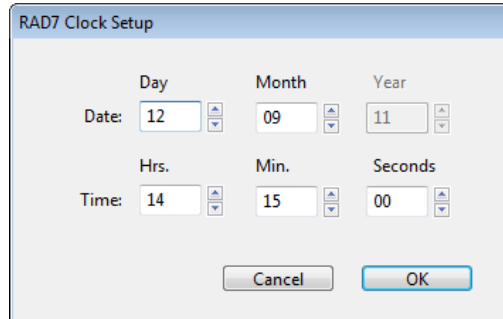 RAD7 Clock Setup
Day Month Year
Date: 12 09 11
Hrs. Min. Seconds
Time: 14 15 00
Cancel OK